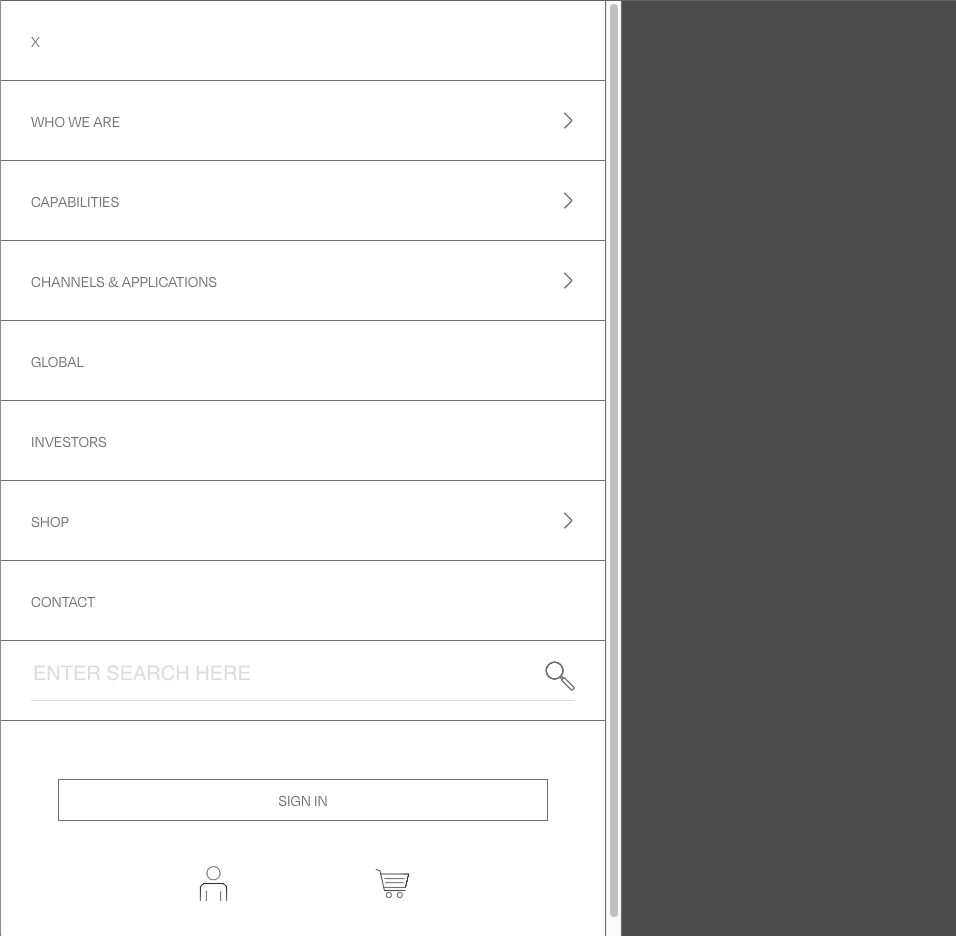 X
WHO WE ARE
CAPABILITIES
CHANNELS & APPLICATIONS
GLOBAL
INVESTORS
SHOP
CONTACT
ENTER SEARCH HERE
SIGN IN